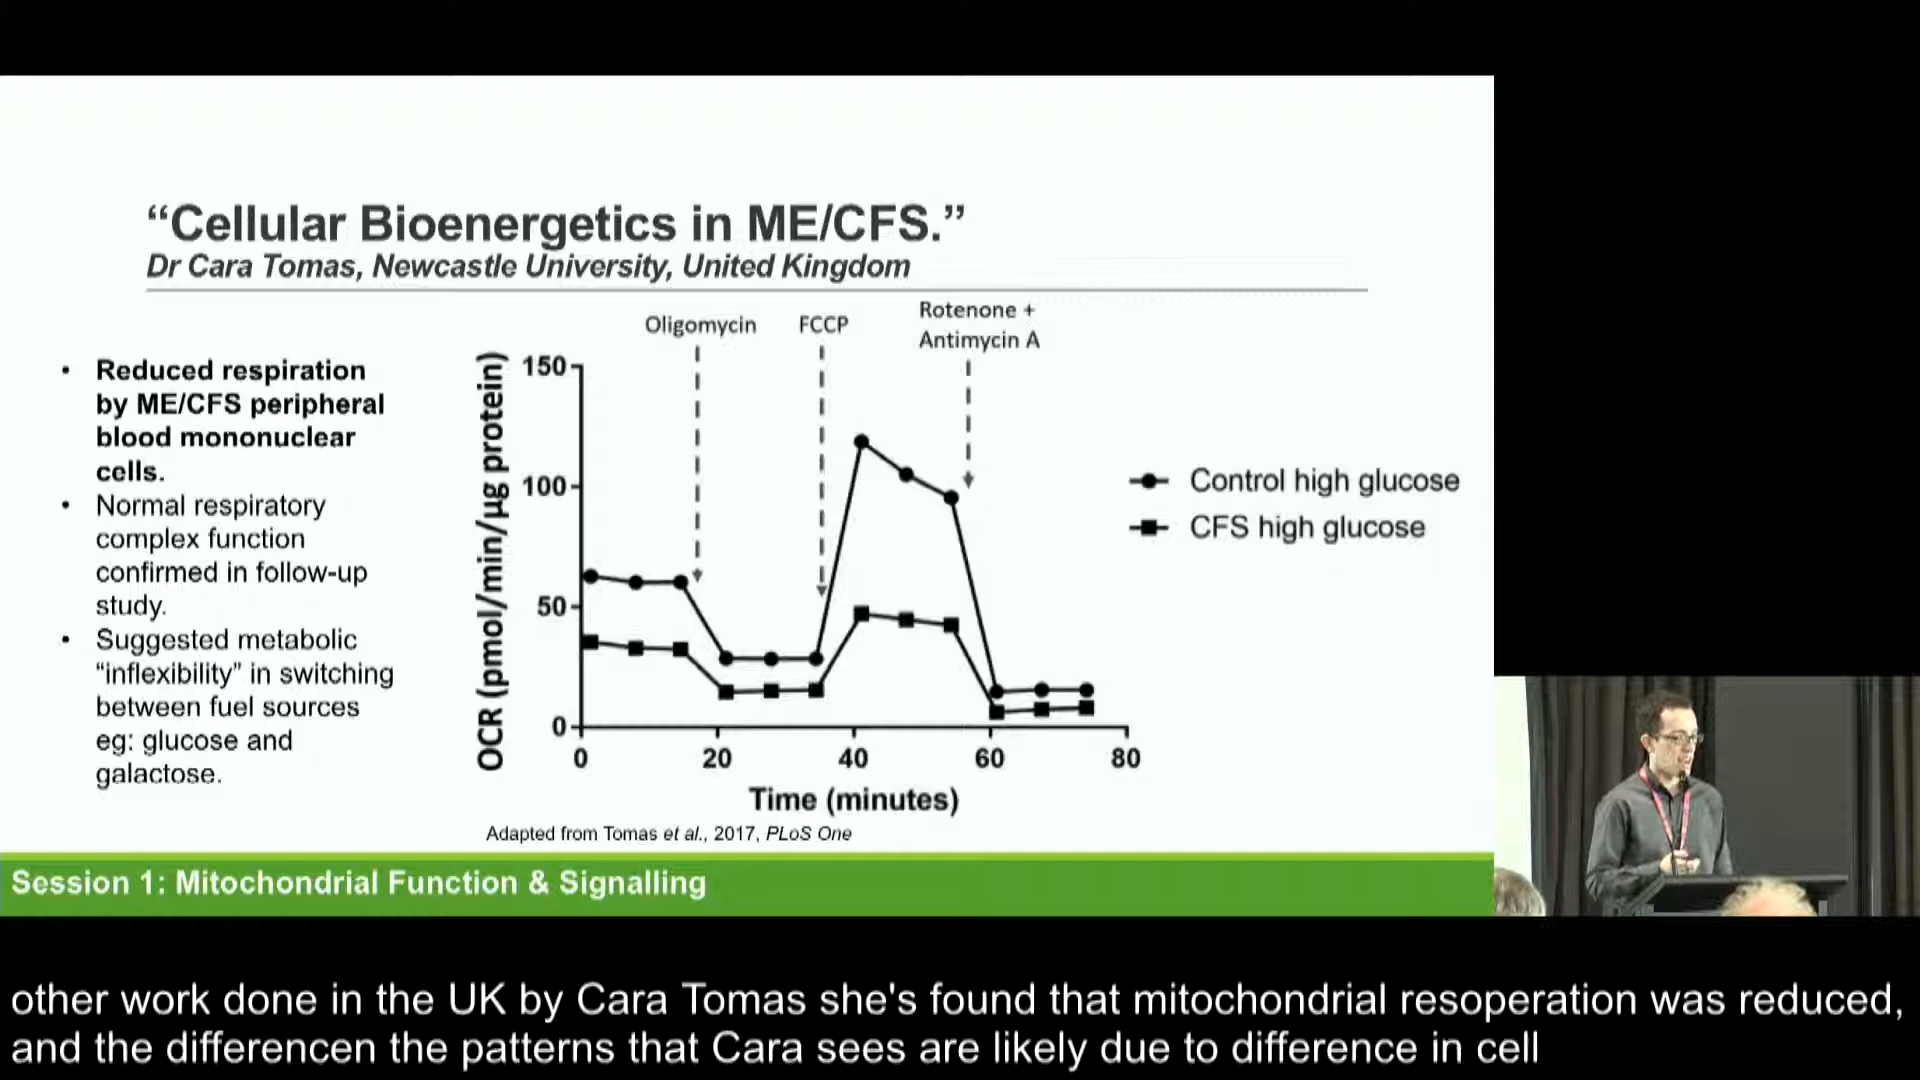 “Cellular Bioenergetics in ME/CFS.”
Dr Cara Tomas, Newcastle University, United Kingdom
• Reduced respiration
by ME/CFS peripheral
blood mononuclear
cells.
• Normal respiratory
complex function
confirmed in follow-up
study.
• Suggested metabolic
“inflexibility” in switching
between fuel sources
eg: glucose and
galactose.
Oligomycin
FCCP
Rotenone +
Antimycin A
OCR (pmol/min/µg protein)
150
100
50
0
0 20 40 60 80
Time (minutes)
Control high glucose
CFS high glucose
Adapted from Tomas et al., 2017, PLoS One
Session 1: Mitochondrial Function & Signalling
other work done in the UK by Cara Tomas she's found that mitochondrial resoperation was reduced,
and the differencen the patterns that Cara sees are likely due to difference in cell